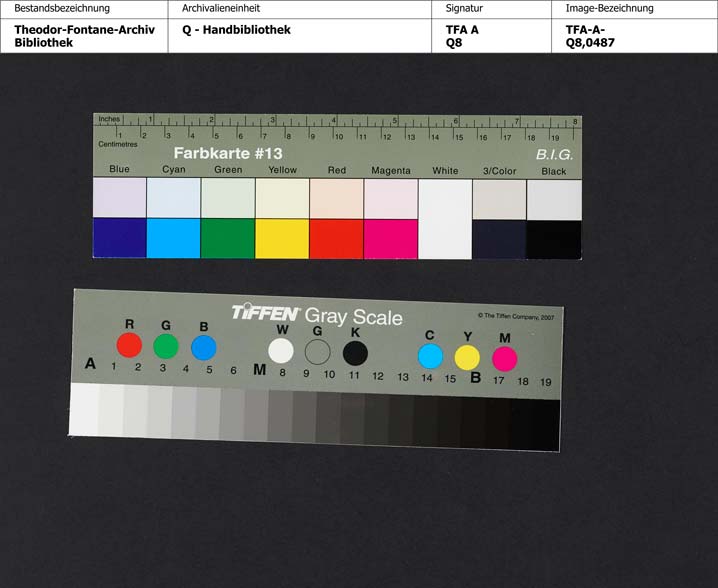 Bestandsbezeichnung Archivalieneinheit Signatur Image-Bezeichnung
Theodor-Fontane-Archiv Q - Handbibliothek TFA A TFA-A-
Bibliothek Q8 Q8,0487
Inches 1 2 3 4 5 6 7 8
1 2 3 4 5 6 7 8 9 10 11 12 13 14 15 16 17 18 19
Centimetres
Farbkarte #13 B.I.G.
Blue Cyan Green Yellow Red Magenta White 3/Color Black
TIFFEN Gray Scale © The Tiffen Company, 2007
R G B W G K C Y M
A 1 2 3 4 5 6 M 8 9 10 11 12 13 14 15 B 17 18 19